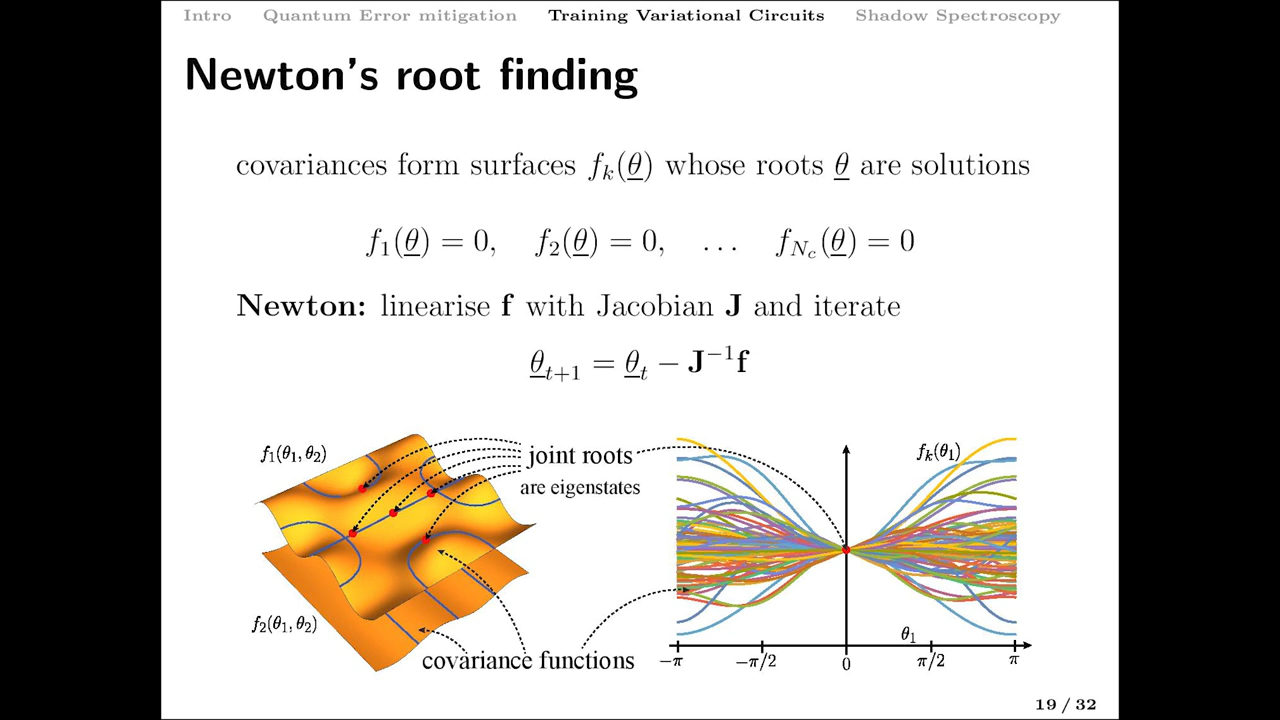 Intro Quantum Error mitigation Training Variational Circuits Shadow Spectroscopy
Newton's root finding
covariances form surfaces f_k(θ) whose roots θ are solutions
f_1(θ) = 0, f_2(θ) = 0, … f_{N_c}(θ) = 0
Newton: linearise f with Jacobian J and iterate
θ_{t+1} = θ_t − J^{−1}f
f_1(θ_1, θ_2)
joint roots
are eigenstates
f_k(θ_1)
f_2(θ_1, θ_2)
covariance functions
θ_1
−π −π/2 0 π/2 π
19 / 32